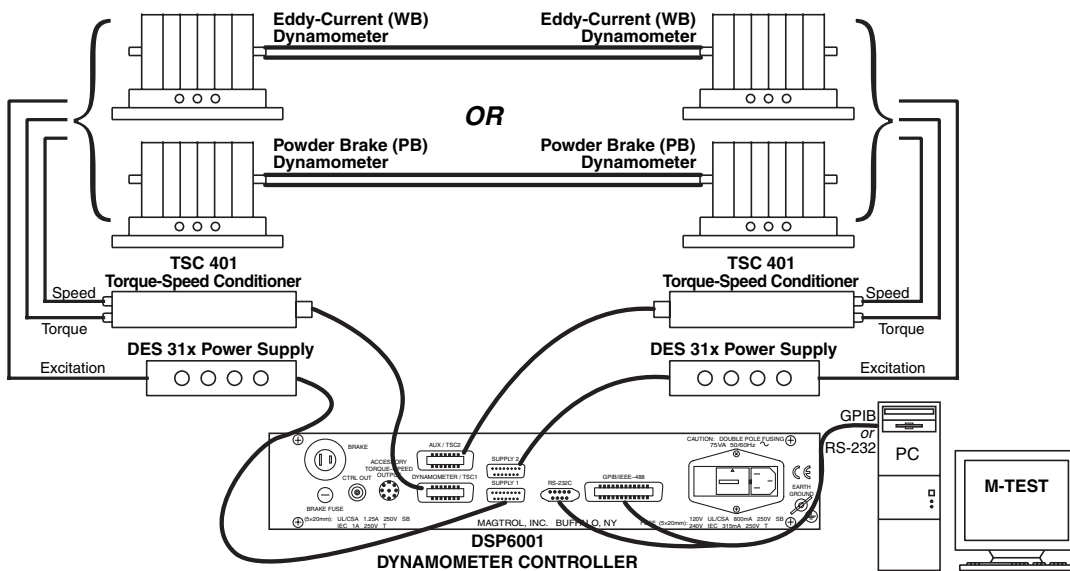 Eddy-Current (WB)
Dynamometer
Eddy-Current (WB)
Dynamometer
OR
Powder Brake (PB)
Dynamometer
Powder Brake (PB)
Dynamometer
TSC 401
Torque-Speed Conditioner
TSC 401
Torque-Speed Conditioner
Speed
Speed
Torque
Torque
DES 31x Power Supply
DES 31x Power Supply
Excitation
Excitation
GPIB
or
RS-232
PC
M-TEST
BRAKE
AUX / TSC2
CAUTION: DOUBLE POLE FUSING
75VA 50/60Hz
ACCESSORY
TORQUE-SPEED
OUTPUT
SUPPLY 2
CTRL OUT
DYNAMOMETER / TSC1
SUPPLY 1
RS-232C
GPIB/IEEE-488
CE
EARTH
GROUND
BRAKE FUSE
(5x20mm): UL/CSA 1.25A 250V SB
IEC 1A 250V T
MAGTROL, INC. BUFFALO, NY
FUSE (5x20mm): 120V UL/CSA 800mA 250V SB
240V IEC 315mA 250V T
DSP6001
DYNAMOMETER CONTROLLER